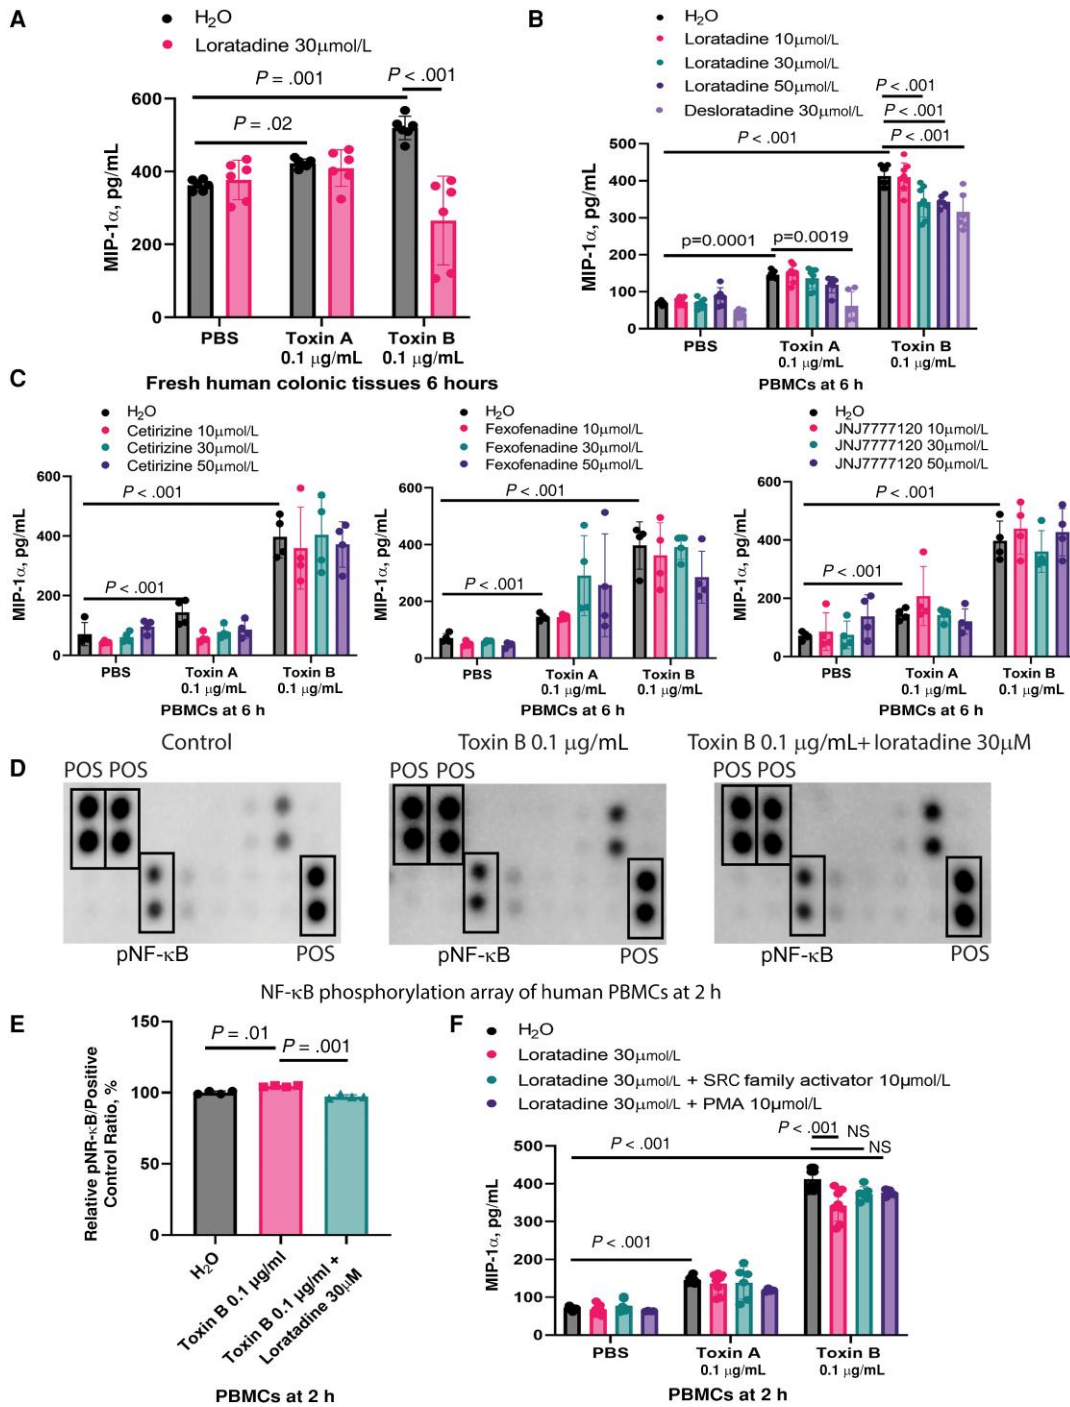 A
H₂O
Loratadine 30μmol/L
P = .001
P < .001
P = .02
MIP-1α, pg/mL
600
400
200
0
PBS
Toxin A
0.1 μg/mL
Toxin B
0.1 μg/mL
Fresh human colonic tissues 6 hours
B
H₂O
Loratadine 10μmol/L
Loratadine 30μmol/L
Loratadine 50μmol/L
Desloratadine 30μmol/L
P < .001
P < .001
P < .001
P < .001
p=0.0001
p=0.0019
MIP-1α, pg/mL
500
400
300
200
100
0
PBS
Toxin A
0.1 μg/mL
Toxin B
0.1 μg/mL
PBMCs at 6 h
C
H₂O
Cetirizine 10μmol/L
Cetirizine 30μmol/L
Cetirizine 50μmol/L
P < .001
P < .001
MIP-1α, pg/mL
600
400
200
0
PBS
Toxin A
0.1 μg/mL
Toxin B
0.1 μg/mL
PBMCs at 6 h
H₂O
Fexofenadine 10μmol/L
Fexofenadine 30μmol/L
Fexofenadine 50μmol/L
P < .001
P < .001
MIP-1α, pg/mL
600
400
200
0
PBS
Toxin A
0.1 μg/mL
Toxin B
0.1 μg/mL
PBMCs at 6 h
H₂O
JNJ7777120 10μmol/L
JNJ7777120 30μmol/L
JNJ7777120 50μmol/L
P < .001
P < .001
MIP-1α, pg/mL
600
400
200
0
PBS
Toxin A
0.1 μg/mL
Toxin B
0.1 μg/mL
PBMCs at 6 h
D
Control
Toxin B 0.1 μg/mL
Toxin B 0.1 μg/mL+ loratadine 30μM
POS POS
POS POS
POS POS
pNF-κB
POS
pNF-κB
POS
pNF-κB
POS
NF-κB phosphorylation array of human PBMCs at 2 h
E
P = .01
P = .001
Relative pNR-κB/Positive
Control Ratio, %
150
100
50
0
H₂O
Toxin B 0.1 μg/ml
Toxin B 0.1 μg/ml +
Loratadine 30μM
PBMCs at 2 h
F
H₂O
Loratadine 30μmol/L
Loratadine 30μmol/L + SRC family activator 10μmol/L
Loratadine 30μmol/L + PMA 10μmol/L
P < .001
NS
NS
P < .001
P < .001
MIP-1α, pg/mL
500
400
300
200
100
0
PBS
Toxin A
0.1 μg/mL
Toxin B
0.1 μg/mL
PBMCs at 2 h